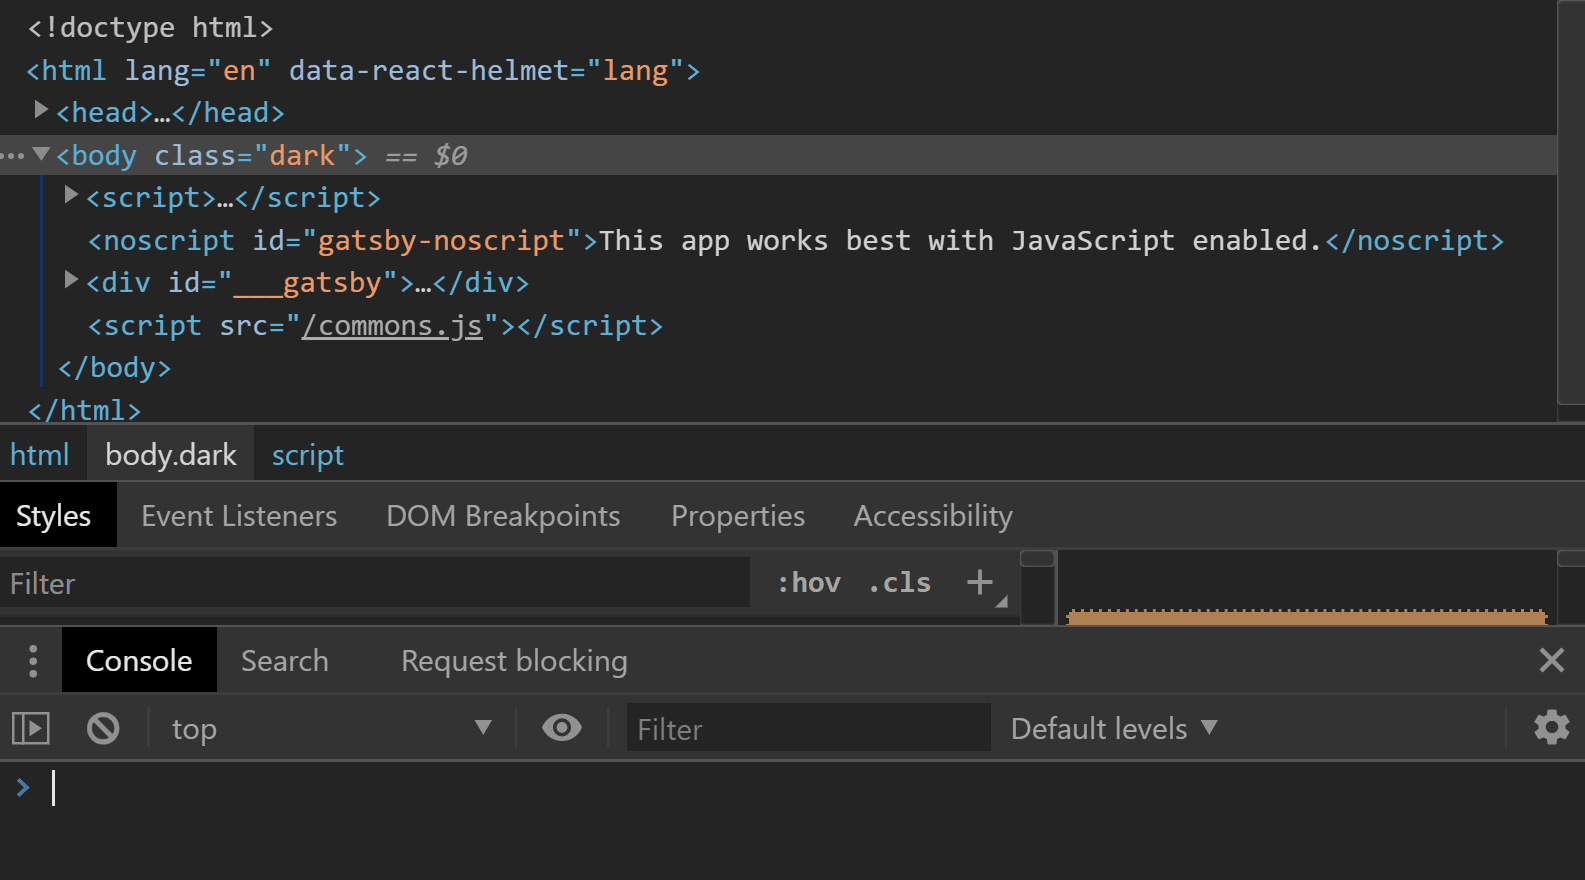 <!doctype html>
<html lang="en" data-react-helmet="lang">
<head>…</head>
<body class="dark"> == $0
<script>…</script>
<noscript id="gatsby-noscript">This app works best with JavaScript enabled.</noscript>
<div id="___gatsby">…</div>
<script src="/commons.js"></script>
</body>
</html>
html body.dark script
Styles Event Listeners DOM Breakpoints Properties Accessibility
Filter :hov .cls +
Console Search Request blocking
top Filter Default levels
>